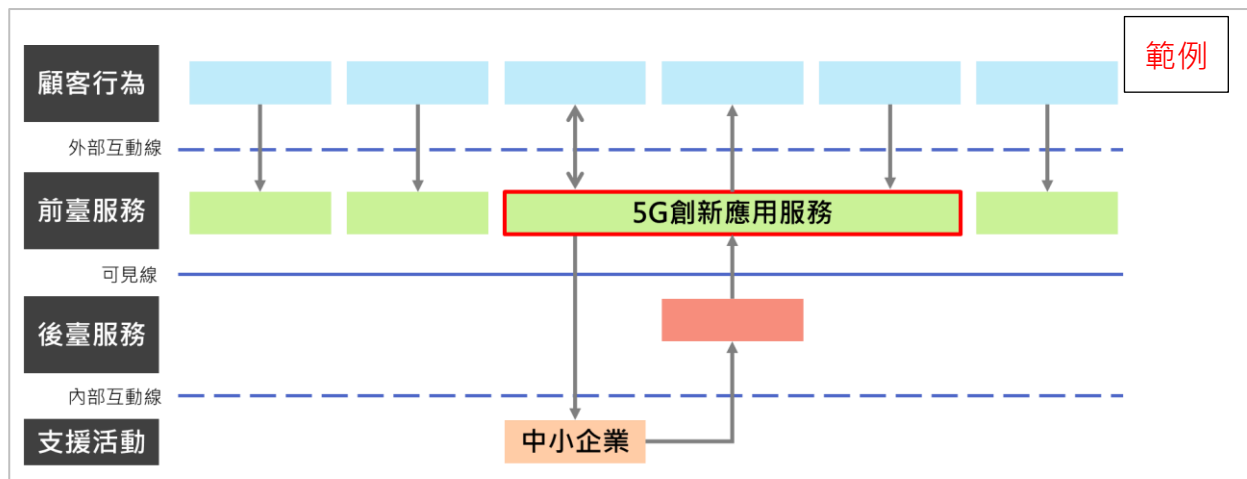 範例
顧客行為
外部互動線
前臺服務
5G創新應用服務
可見線
後臺服務
內部互動線
支援活動
中小企業